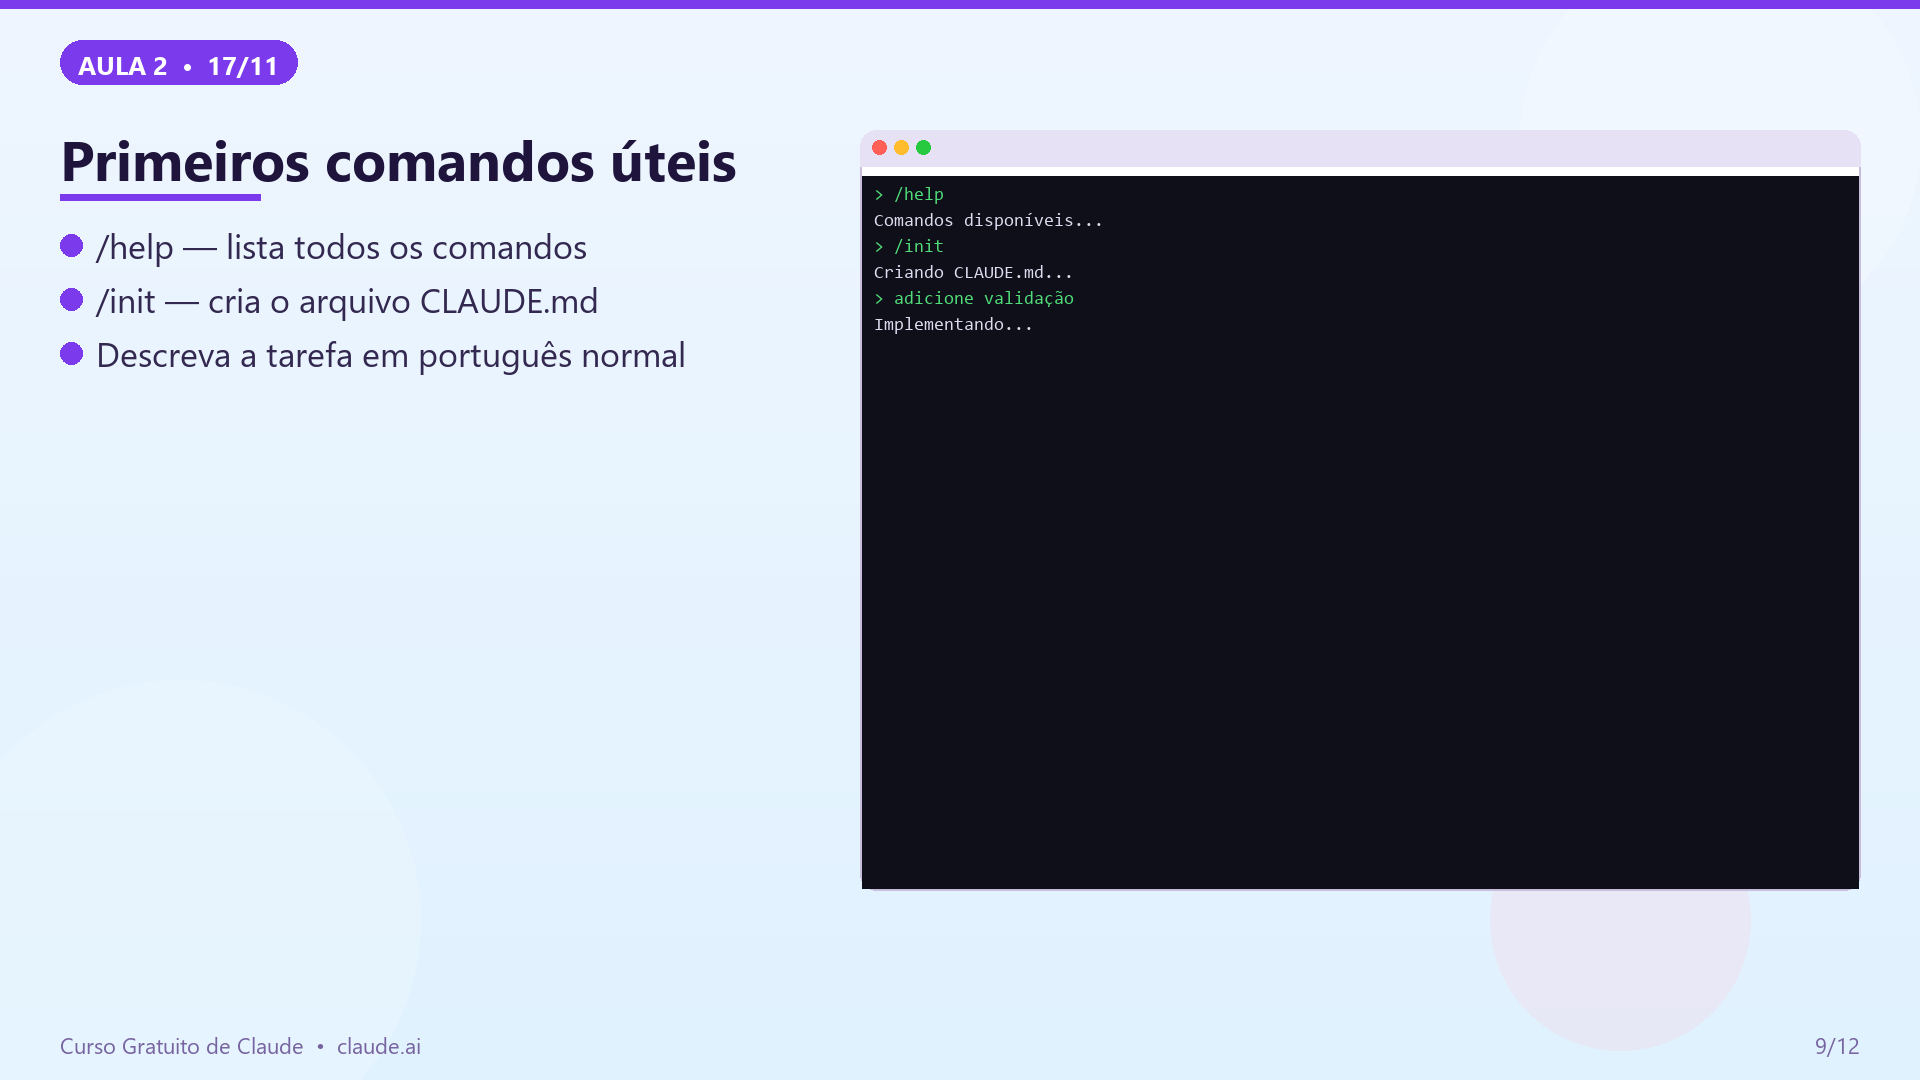 AULA 2 • 17/11
Primeiros comandos úteis
/help — lista todos os comandos
/init — cria o arquivo CLAUDE.md
Descreva a tarefa em português normal
> /help
Comandos disponíveis...
> /init
Criando CLAUDE.md...
> adicione validação
Implementando...
Curso Gratuito de Claude • claude.ai
9/12